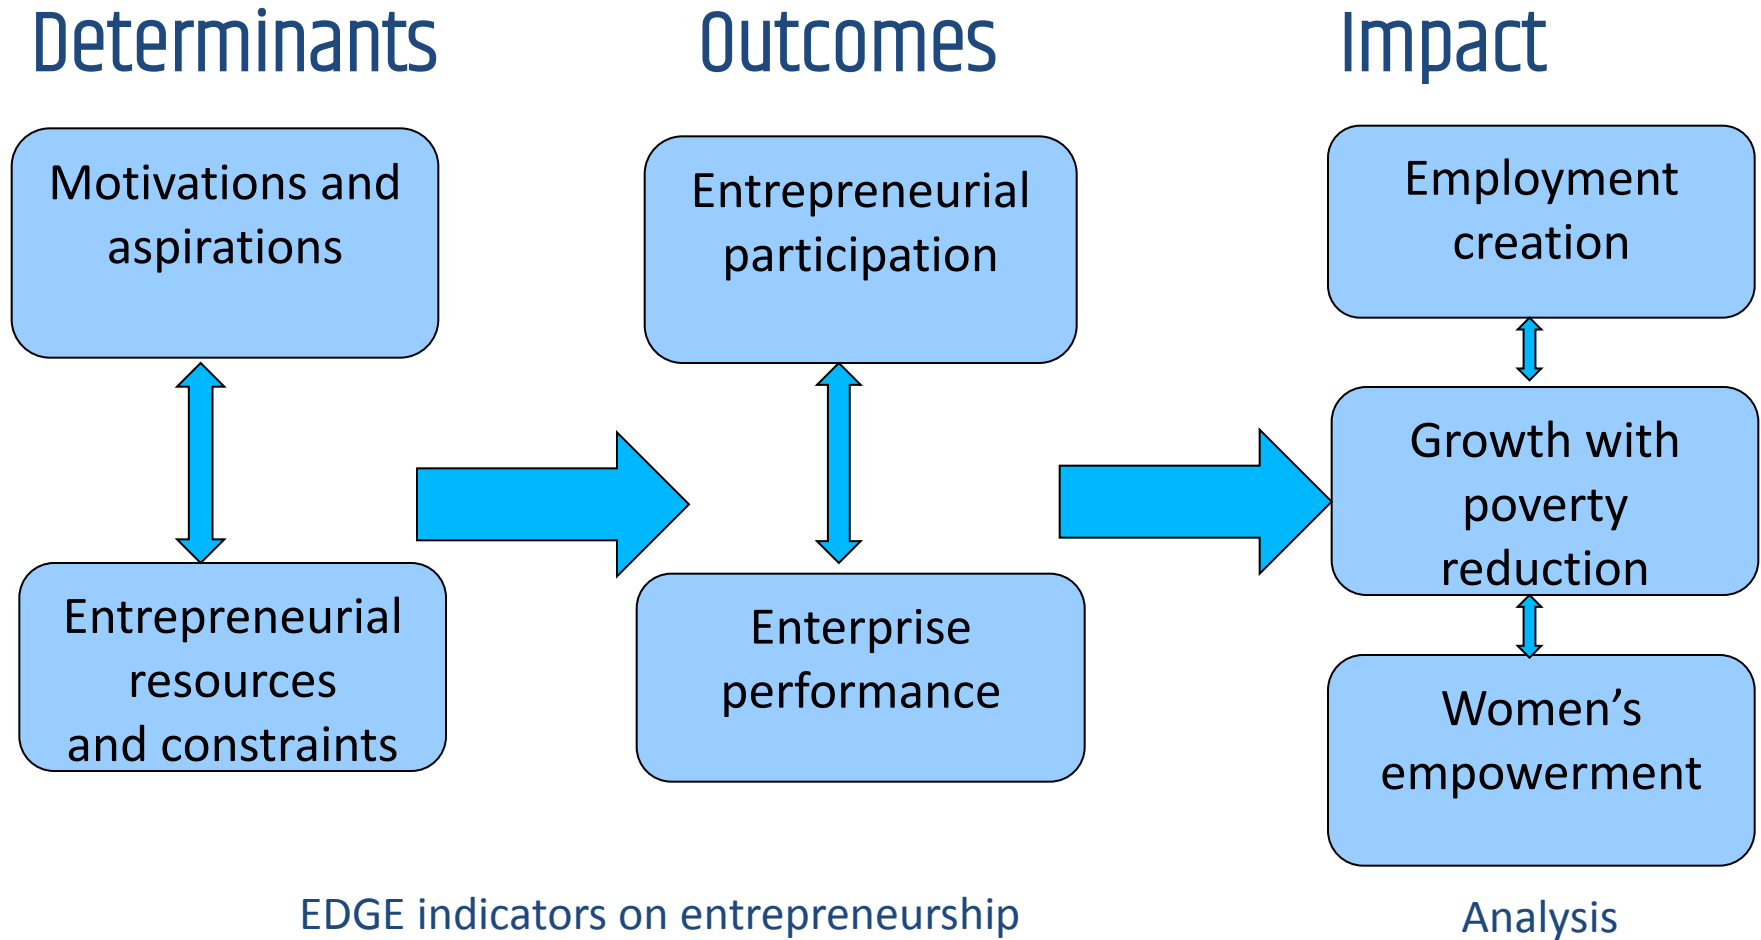 Determinants
Outcomes
Impact
Motivations and
aspirations
Entrepreneurial
resources
and constraints
Entrepreneurial
participation
Enterprise
performance
Employment
creation
Growth with
poverty
reduction
Women’s
empowerment
EDGE indicators on entrepreneurship
Analysis